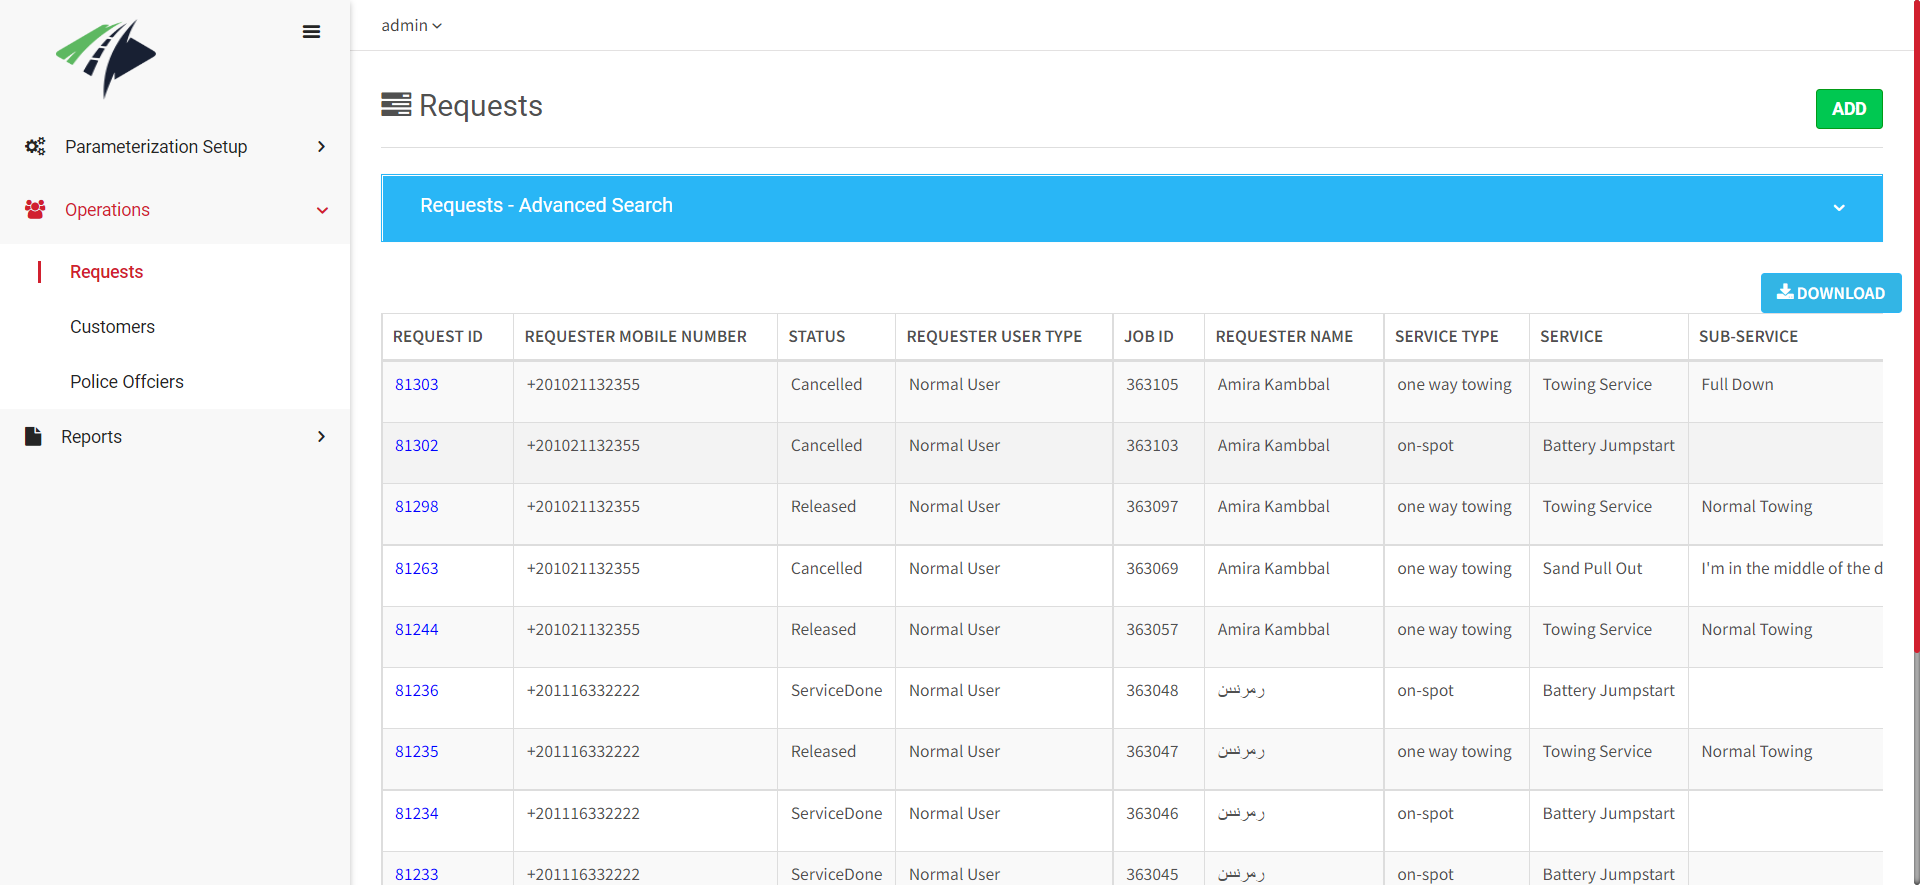 admin
Requests
ADD
Parameterization Setup
Operations
Requests
Customers
Police Offciers
Reports
Requests - Advanced Search
DOWNLOAD
REQUEST ID REQUESTER MOBILE NUMBER STATUS REQUESTER USER TYPE JOB ID REQUESTER NAME SERVICE TYPE SERVICE SUB-SERVICE
81303 +201021132355 Cancelled Normal User 363105 Amira Kambbal one way towing Towing Service Full Down
81302 +201021132355 Cancelled Normal User 363103 Amira Kambbal on-spot Battery Jumpstart
81298 +201021132355 Released Normal User 363097 Amira Kambbal one way towing Towing Service Normal Towing
81263 +201021132355 Cancelled Normal User 363069 Amira Kambbal one way towing Sand Pull Out I'm in the middle of the d
81244 +201021132355 Released Normal User 363057 Amira Kambbal one way towing Towing Service Normal Towing
81236 +201116332222 ServiceDone Normal User 363048 on-spot Battery Jumpstart
81235 +201116332222 Released Normal User 363047 one way towing Towing Service Normal Towing
81234 +201116332222 ServiceDone Normal User 363046 on-spot Battery Jumpstart
81233 +201116332222 ServiceDone Normal User 363045 on-spot Battery Jumpstart